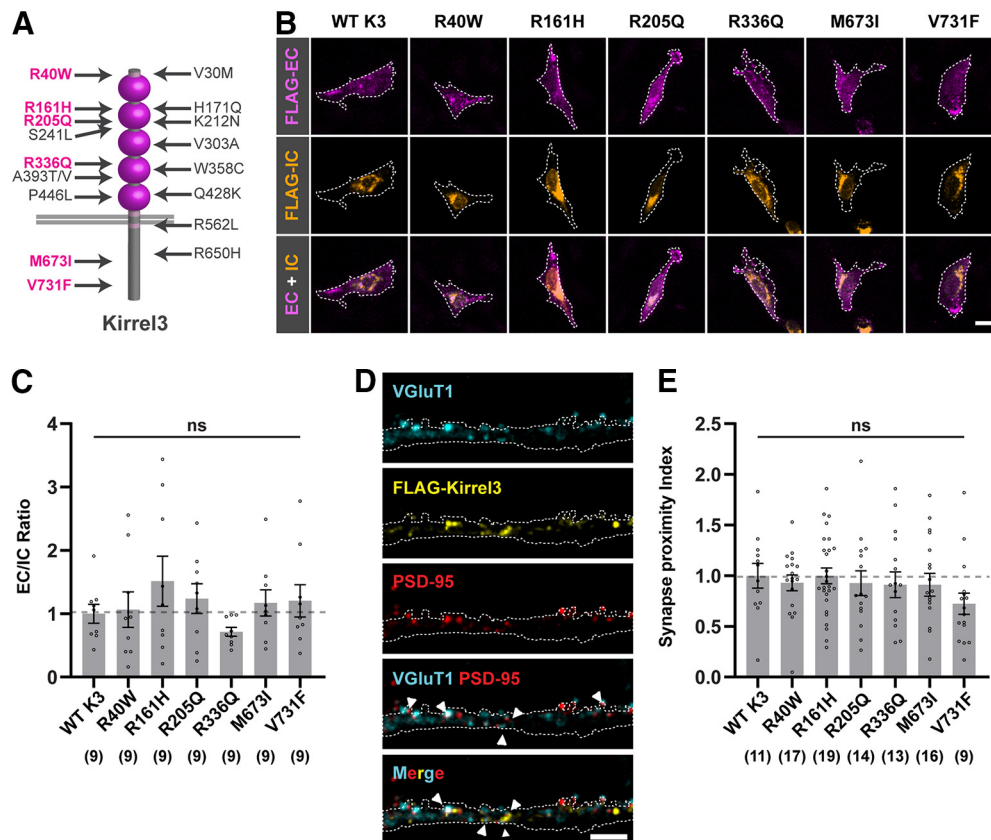 A
R40W
V30M
R161H
H171Q
R205Q
K212N
S241L
V303A
R336Q
W358C
A393T/V
P446L
Q428K
R562L
R650H
M673I
V731F
Kirrel3
B
WT K3 R40W R161H R205Q R336Q M673I V731F
FLAG-EC
FLAG-IC
EC + IC
C
EC/IC Ratio
4
3
2
1
0
ns
WT K3 R40W R161H R205Q R336Q M673I V731F
(9) (9) (9) (9) (9) (9) (9)
D
VGluT1
FLAG-Kirrel3
PSD-95
VGluT1 PSD-95
Merge
E
Synapse proximity Index
2.5
2.0
1.5
1.0
0.5
0.0
ns
WT K3 R40W R161H R205Q R336Q M673I V731F
(11) (17) (19) (14) (13) (16) (9)